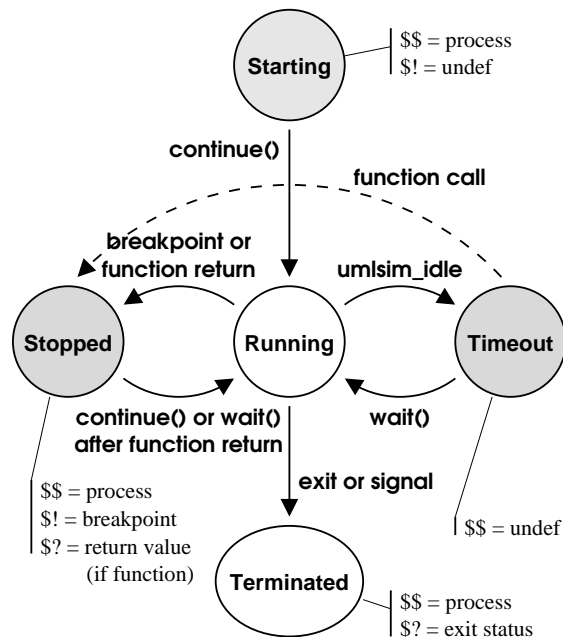 $$ = process
$! = undef
Starting
continue()
function call
breakpoint or
function return
umlsim_idle
Stopped
Running
Timeout
continue() or wait()
after function return
wait()
exit or signal
$$ = process
$! = breakpoint
$? = return value
(if function)
$$ = undef
Terminated
$$ = process
$? = exit status